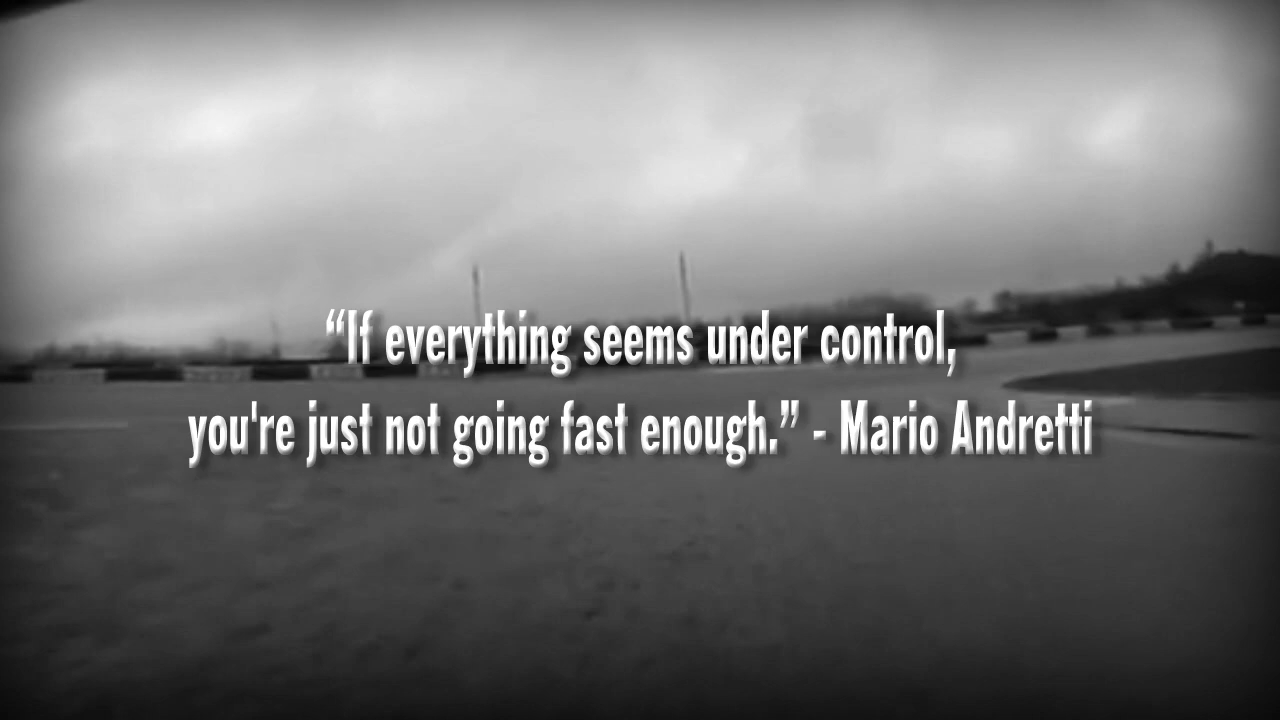 “If everything seems under control,
you're just not going fast enough.” - Mario Andretti